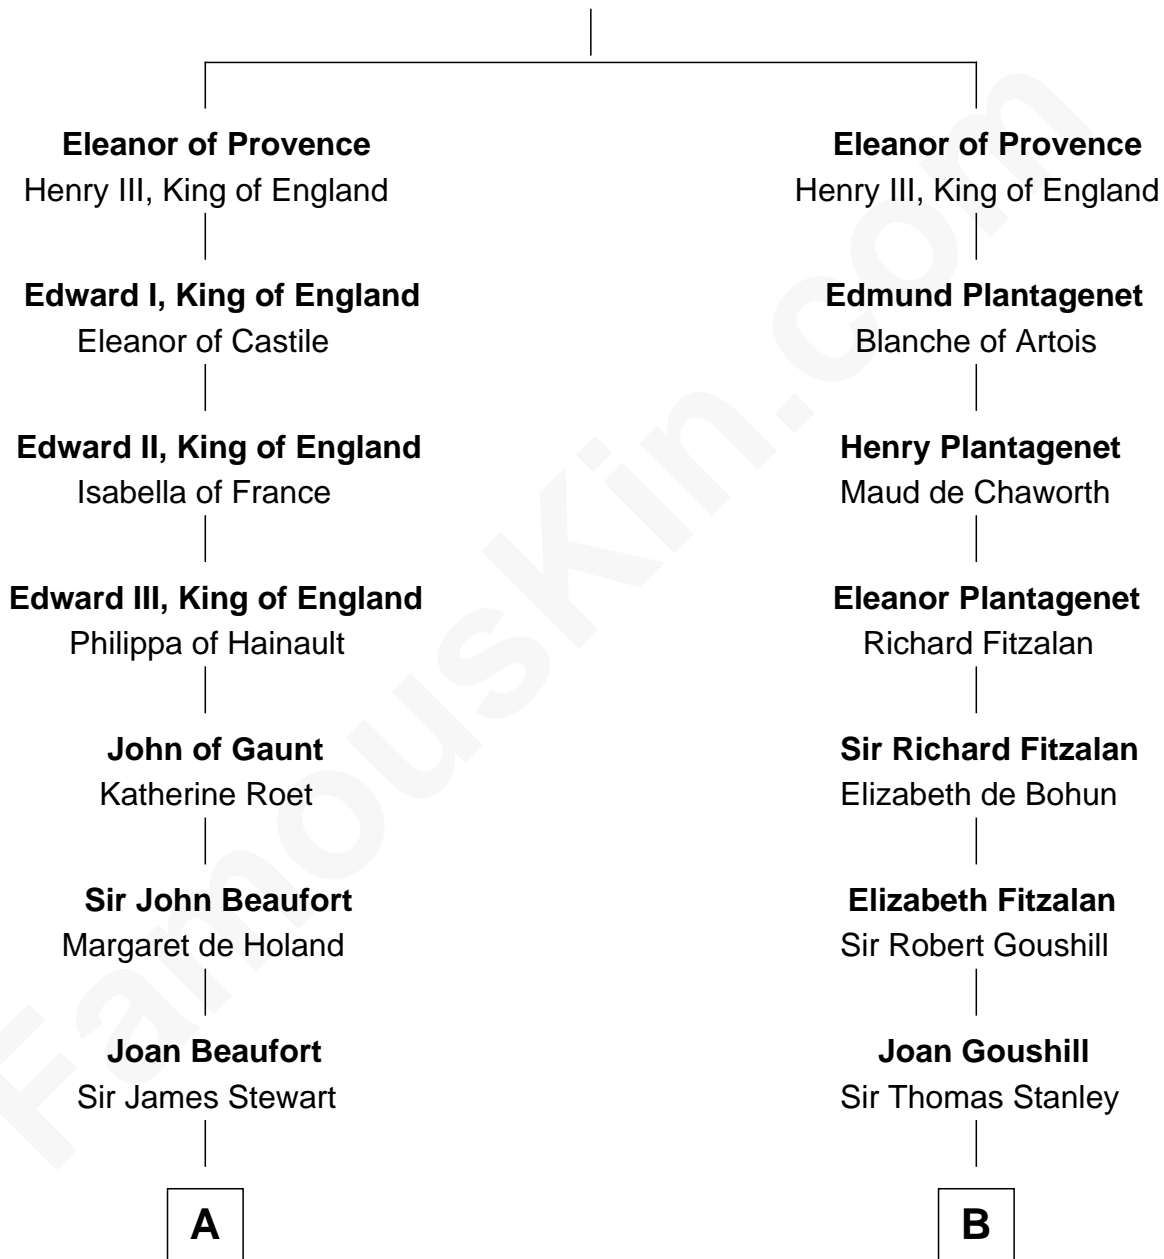 Eleanor of Provence
Henry III, King of England
Edward I, King of England
Eleanor of Castile
Edward II, King of England
Isabella of France
Edward III, King of England
Philippa of Hainault
John of Gaunt
Katherine Roet
Sir John Beaufort
Margaret de Holand
Joan Beaufort
Sir James Stewart
A
Eleanor of Provence
Henry III, King of England
Edmund Plantagenet
Blanche of Artois
Henry Plantagenet
Maud de Chaworth
Eleanor Plantagenet
Richard Fitzalan
Sir Richard Fitzalan
Elizabeth de Bohun
Elizabeth Fitzalan
Sir Robert Goushill
Joan Goushill
Sir Thomas Stanley
B
FamousKin.com